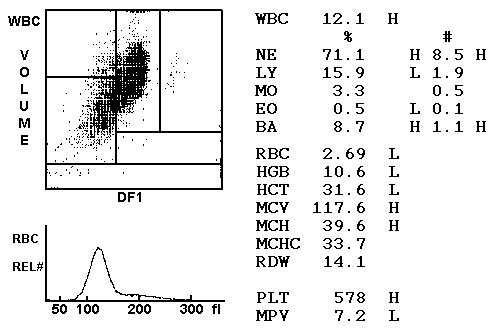 WBC
VOLUME
DF1
RBC
REL#
50 100 200 300 fl
WBC 12.1 H
% #
NE 71.1 H 8.5 H
LY 15.9 L 1.9
MO 3.3 0.5
EO 0.5 L 0.1
BA 8.7 H 1.1 H
RBC 2.69 L
HGB 10.6 L
HCT 31.6 L
MCV 117.6 H
MCH 39.6 H
MCHC 33.7
RDW 14.1
PLT 578 H
MPV 7.2 L